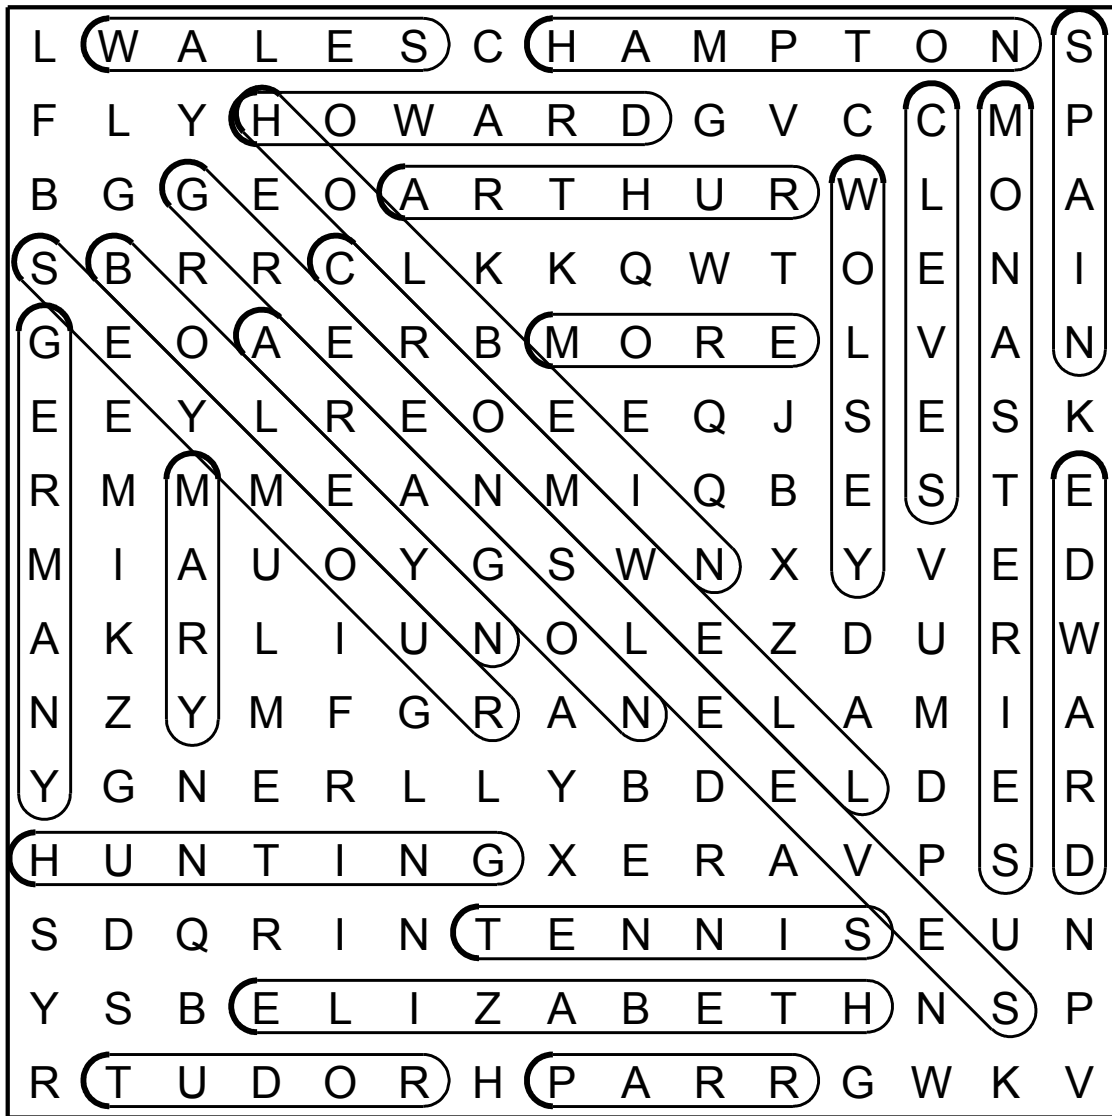 L W A L E S C H A M P T O N S
F L Y H O W A R D G V C C M P
B G G E O A R T H U R W L O A
S B R R C L K K Q W T O E N I
G E O A E R B M O R E L V A N
E E Y L R E O E E Q J S E S K
R M M M E A N M I Q B E S T E
M I A U O Y G S W N X Y V E D
A K R L I U N O L E Z D U R W
N Z Y M F G R A N E L A M I A
Y G N E R L L Y B D E L D E R
H U N T I N G X E R A V P S D
S D Q R I N T E N N I S E U N
Y S B E L I Z A B E T H N S P
R T U D O R H P A R R G W K V